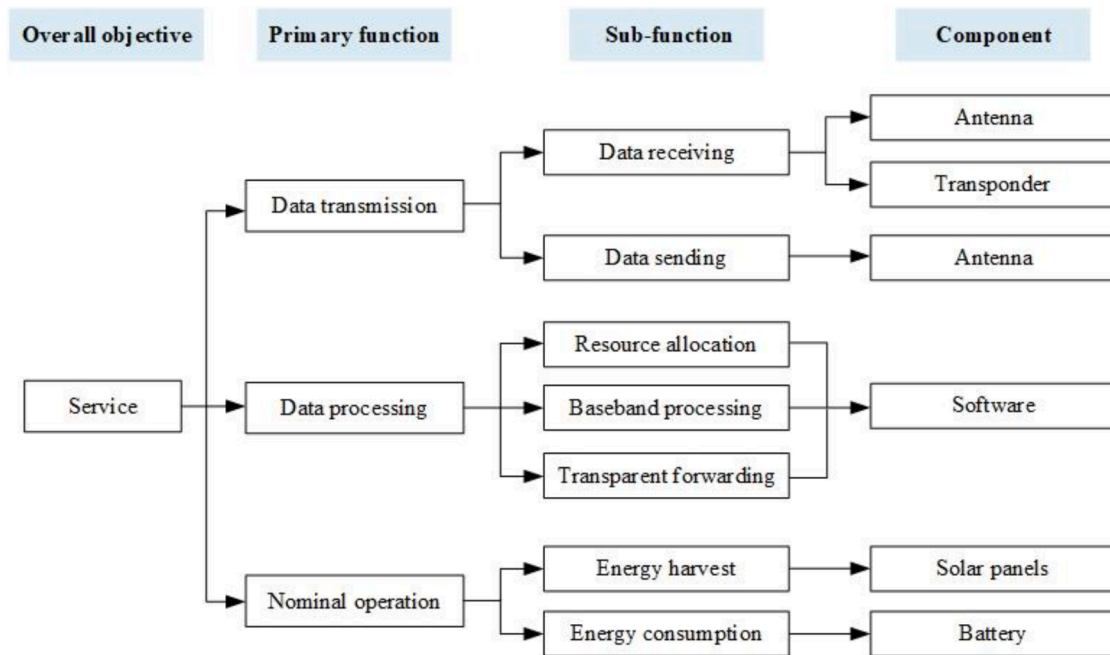 Overall objective
Primary function
Sub-function
Component
Antenna
Data receiving
Transponder
Data transmission
Data sending
Antenna
Resource allocation
Service
Data processing
Baseband processing
Software
Transparent forwarding
Energy harvest
Solar panels
Nominal operation
Energy consumption
Battery